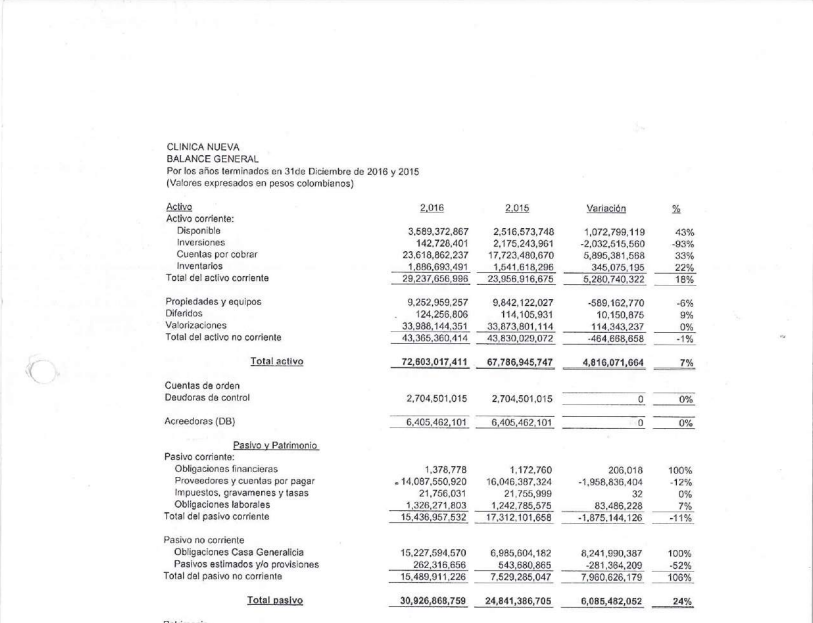 CLINICA NUEVA
BALANCE GENERAL
Por los años terminados en 31de Diciembre de 2016 y 2015
(Valores expresados en pesos colombianos)
Activo 2,016 2,015 Variación %
Activo corriente:
Disponible 3,589,372,867 2,516,573,748 1,072,799,119 43%
Inversiones 142,728,401 2,175,243,961 -2,032,515,560 -93%
Cuentas por cobrar 23,618,862,237 17,723,480,670 5,895,381,568 33%
Inventarios 1,886,693,491 1,541,618,296 345,075,195 22%
Total del activo corriente 29,237,656,996 23,956,916,675 5,280,740,322 18%
Propiedades y equipos 9,252,959,257 9,842,122,027 -589,162,770 -6%
Diferidos 124,256,806 114,105,931 10,150,875 9%
Valorizaciones 33,988,144,351 33,873,801,114 114,343,237 0%
Total del activo no corriente 43,365,360,414 43,830,029,072 -464,668,658 -1%
Total activo 72,603,017,411 67,786,945,747 4,816,071,664 7%
Cuentas de orden
Deudoras de control 2,704,501,015 2,704,501,015 0 0%
Acreedoras (DB) 6,405,462,101 6,405,462,101 0 0%
Pasivo y Patrimonio
Pasivo corriente:
Obligaciones financieras 1,378,778 1,172,760 206,018 100%
Proveedores y cuentas por pagar 14,087,550,920 16,046,387,324 -1,958,836,404 -12%
Impuestos, gravamenes y tasas 21,756,031 21,755,999 32 0%
Obligaciones laborales 1,326,271,803 1,242,785,575 83,486,228 7%
Total del pasivo corriente 15,436,957,532 17,312,101,658 -1,875,144,126 -11%
Pasivo no corriente
Obligaciones Casa Generalicia 15,227,594,570 6,985,604,182 8,241,990,387 100%
Pasivos estimados y/o provisiones 262,316,656 543,680,865 -281,364,209 -52%
Total del pasivo no corriente 15,489,911,226 7,529,285,047 7,960,626,179 106%
Total pasivo 30,926,868,759 24,841,386,705 6,085,482,052 24%